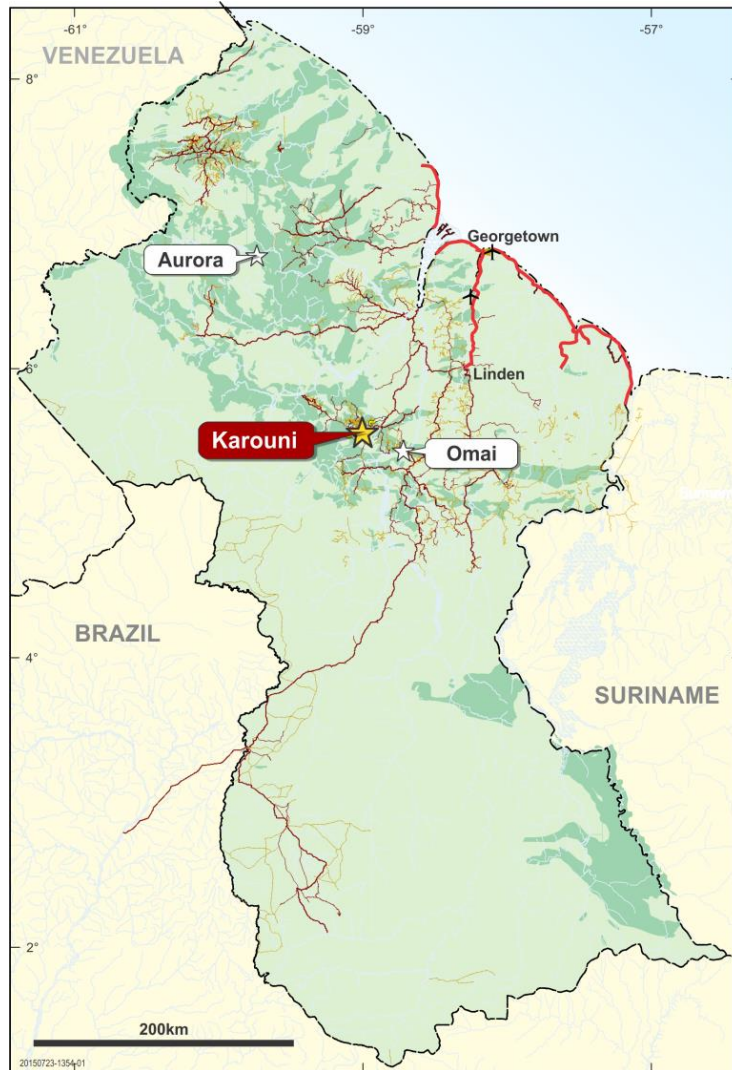 -61°
-59°
-57°
VENEZUELA
8°
Georgetown
Aurora
6°
Linden
Karouni
Omai
BRAZIL
4°
SURINAME
2°
200km
20150723-1354-01